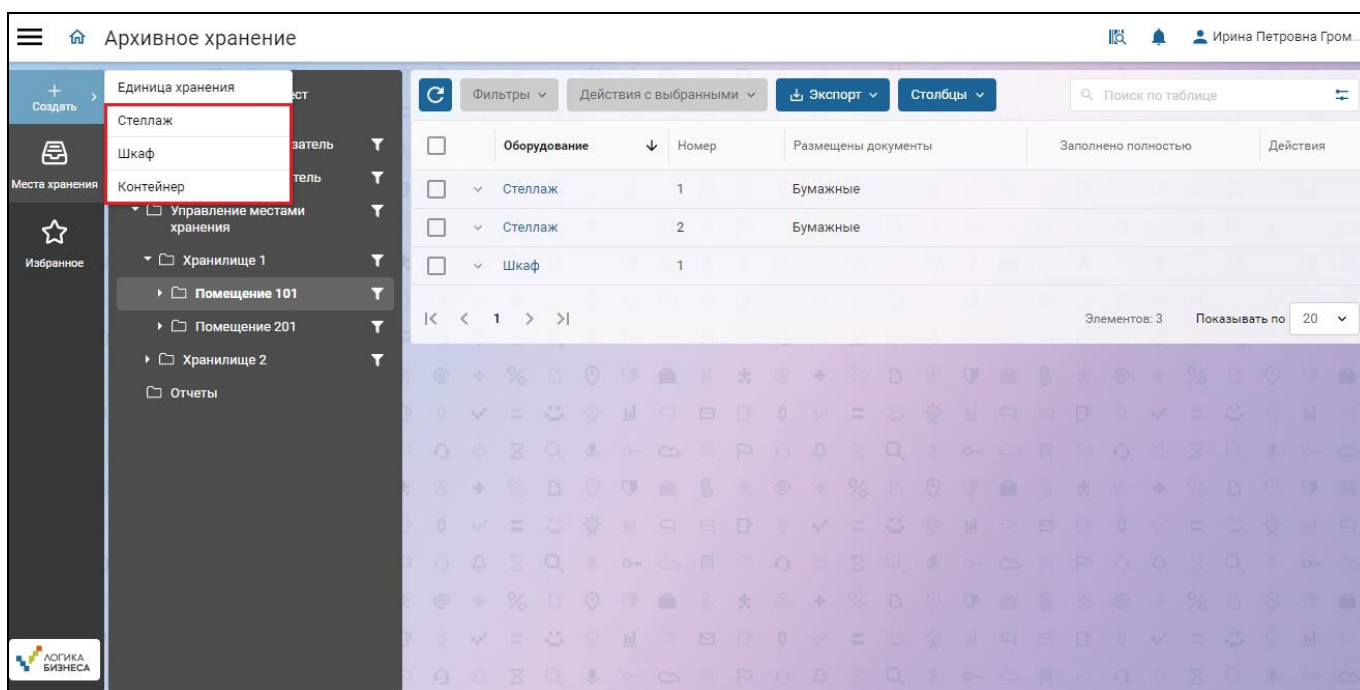 Архивное хранение
Ирина Петровна Гром...
Создать
Места хранения
Избранное
Единица хранения
Стеллаж
Шкаф
Контейнер
Управление местами
хранения
Хранилище 1
Помещение 101
Помещение 201
Хранилище 2
Отчеты
Фильтры
Действия с выбранными
Экспорт
Столбцы
Поиск по таблице
Оборудование Номер Размещены документы Заполнено полностью Действия
Стеллаж 1 Бумажные
Стеллаж 2 Бумажные
Шкаф 1
1
Элементов: 3 Показывать по 20
ЛОГИКА
БИЗНЕСА